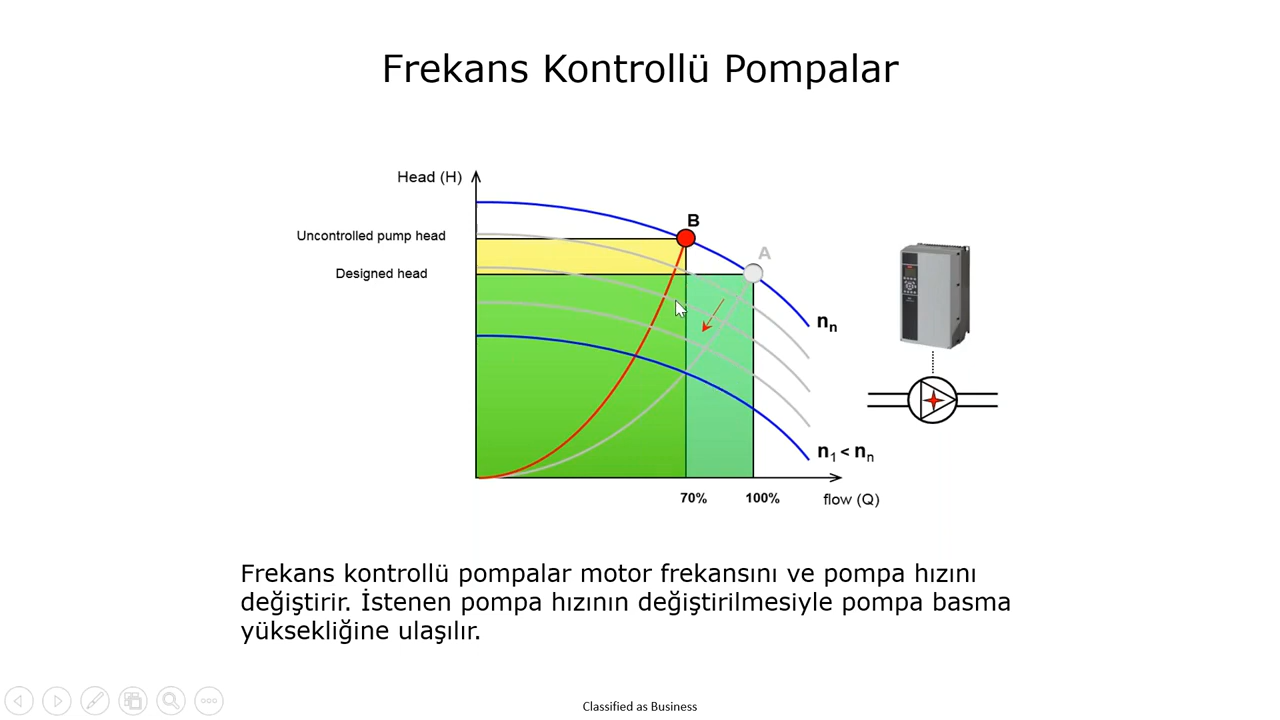 Frekans Kontrollü Pompalar
Head (H)
Uncontrolled pump head
Designed head
B
A
nn
n1 < nn
70%
100%
flow (Q)
Frekans kontrollü pompalar motor frekansını ve pompa hızını
değiştirir. İstenen pompa hızının değiştirilmesiyle pompa basma
yüksekliğine ulaşılır.
Classified as Business